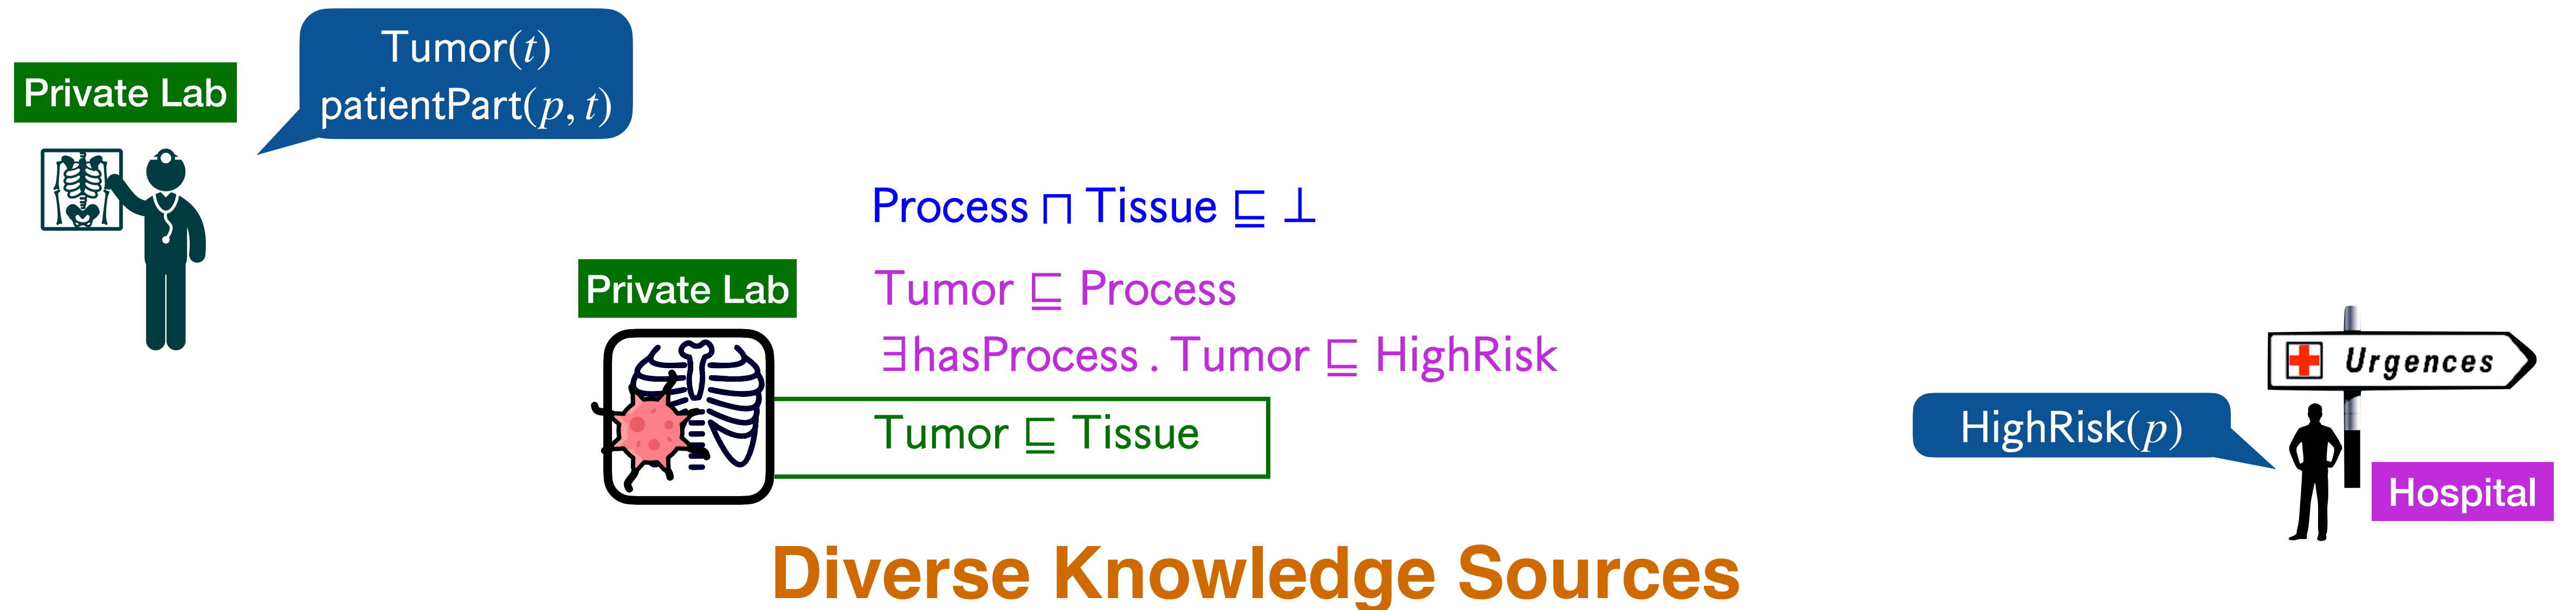 Tumor(t)
patientPart(p, t)
Private Lab
Process ⊓ Tissue ⊑ ⊥
Private Lab
Tumor ⊑ Process
∃hasProcess . Tumor ⊑ HighRisk
Tumor ⊑ Tissue
Urgences
HighRisk(p)
Hospital
Diverse Knowledge Sources